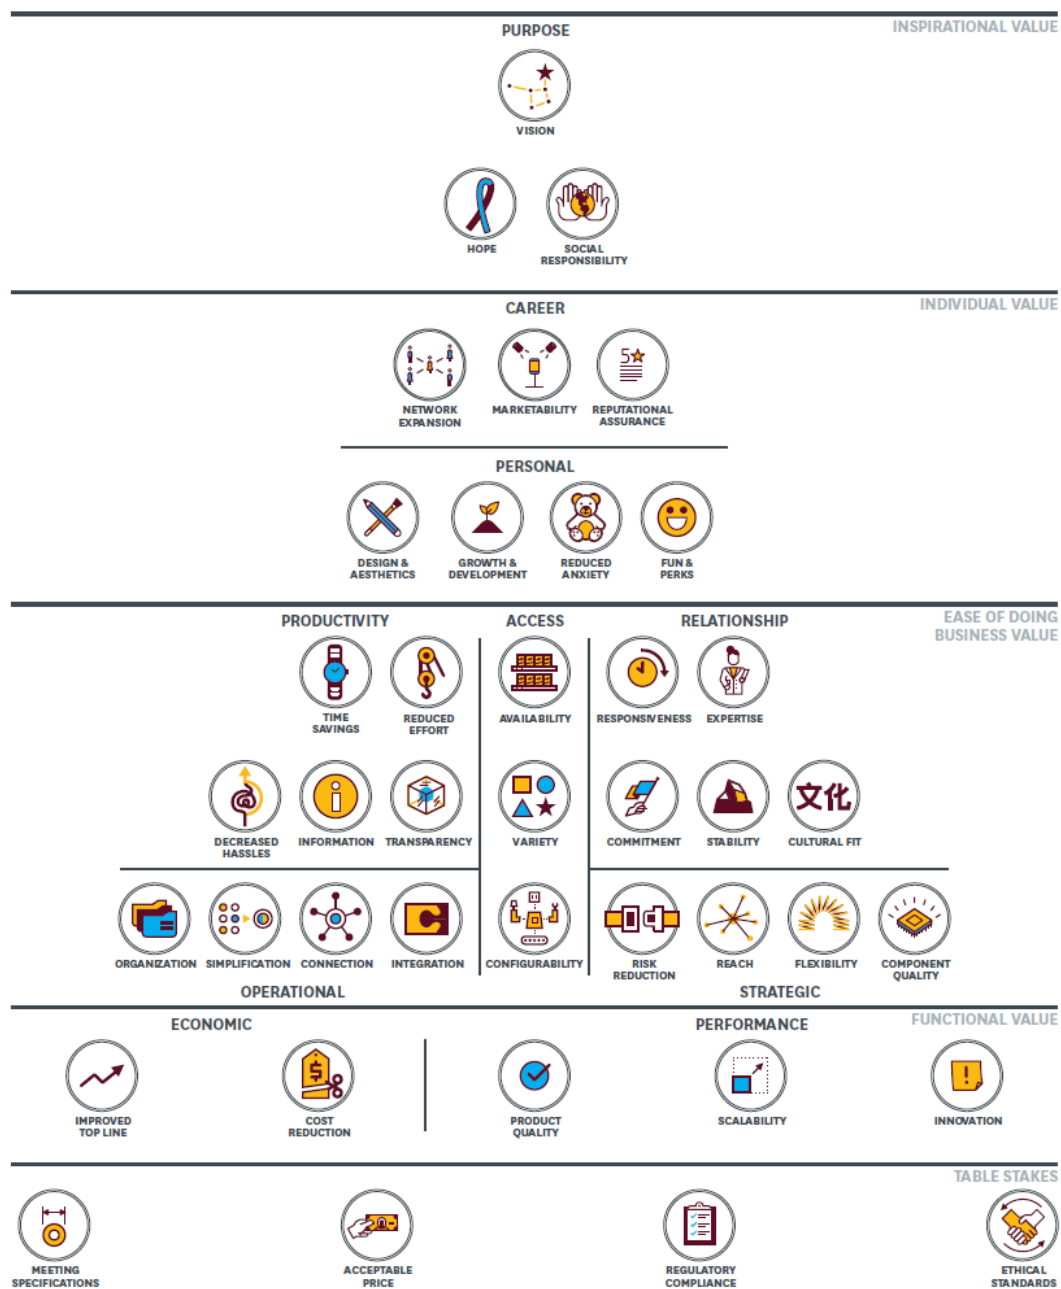 INSPIRATIONAL VALUE
PURPOSE
VISION
HOPE
SOCIAL
RESPONSIBILITY
INDIVIDUAL VALUE
CAREER
5
NETWORK
EXPANSION
MARKETABILITY
REPUTATIONAL
ASSURANCE
PERSONAL
DESIGN &
AESTHETICS
GROWTH &
DEVELOPMENT
REDUCED
ANXIETY
FUN &
PERKS
EASE OF DOING
BUSINESS VALUE
PRODUCTIVITY
ACCESS
RELATIONSHIP
TIME
SAVINGS
REDUCED
EFFORT
AVAILABILITY
RESPONSIVENESS
EXPERTISE
i
文化
DECREASED
HASSLES
INFORMATION
TRANSPARENCY
VARIETY
COMMITMENT
STABILITY
CULTURAL FIT
ORGANIZATION
SIMPLIFICATION
CONNECTION
INTEGRATION
CONFIGURABILITY
RISK
REDUCTION
REACH
FLEXIBILITY
COMPONENT
QUALITY
OPERATIONAL
STRATEGIC
FUNCTIONAL VALUE
ECONOMIC
PERFORMANCE
$
!
IMPROVED
TOP LINE
COST
REDUCTION
PRODUCT
QUALITY
SCALABILITY
INNOVATION
TABLE STAKES
MEETING
SPECIFICATIONS
ACCEPTABLE
PRICE
REGULATORY
COMPLIANCE
ETHICAL
STANDARDS